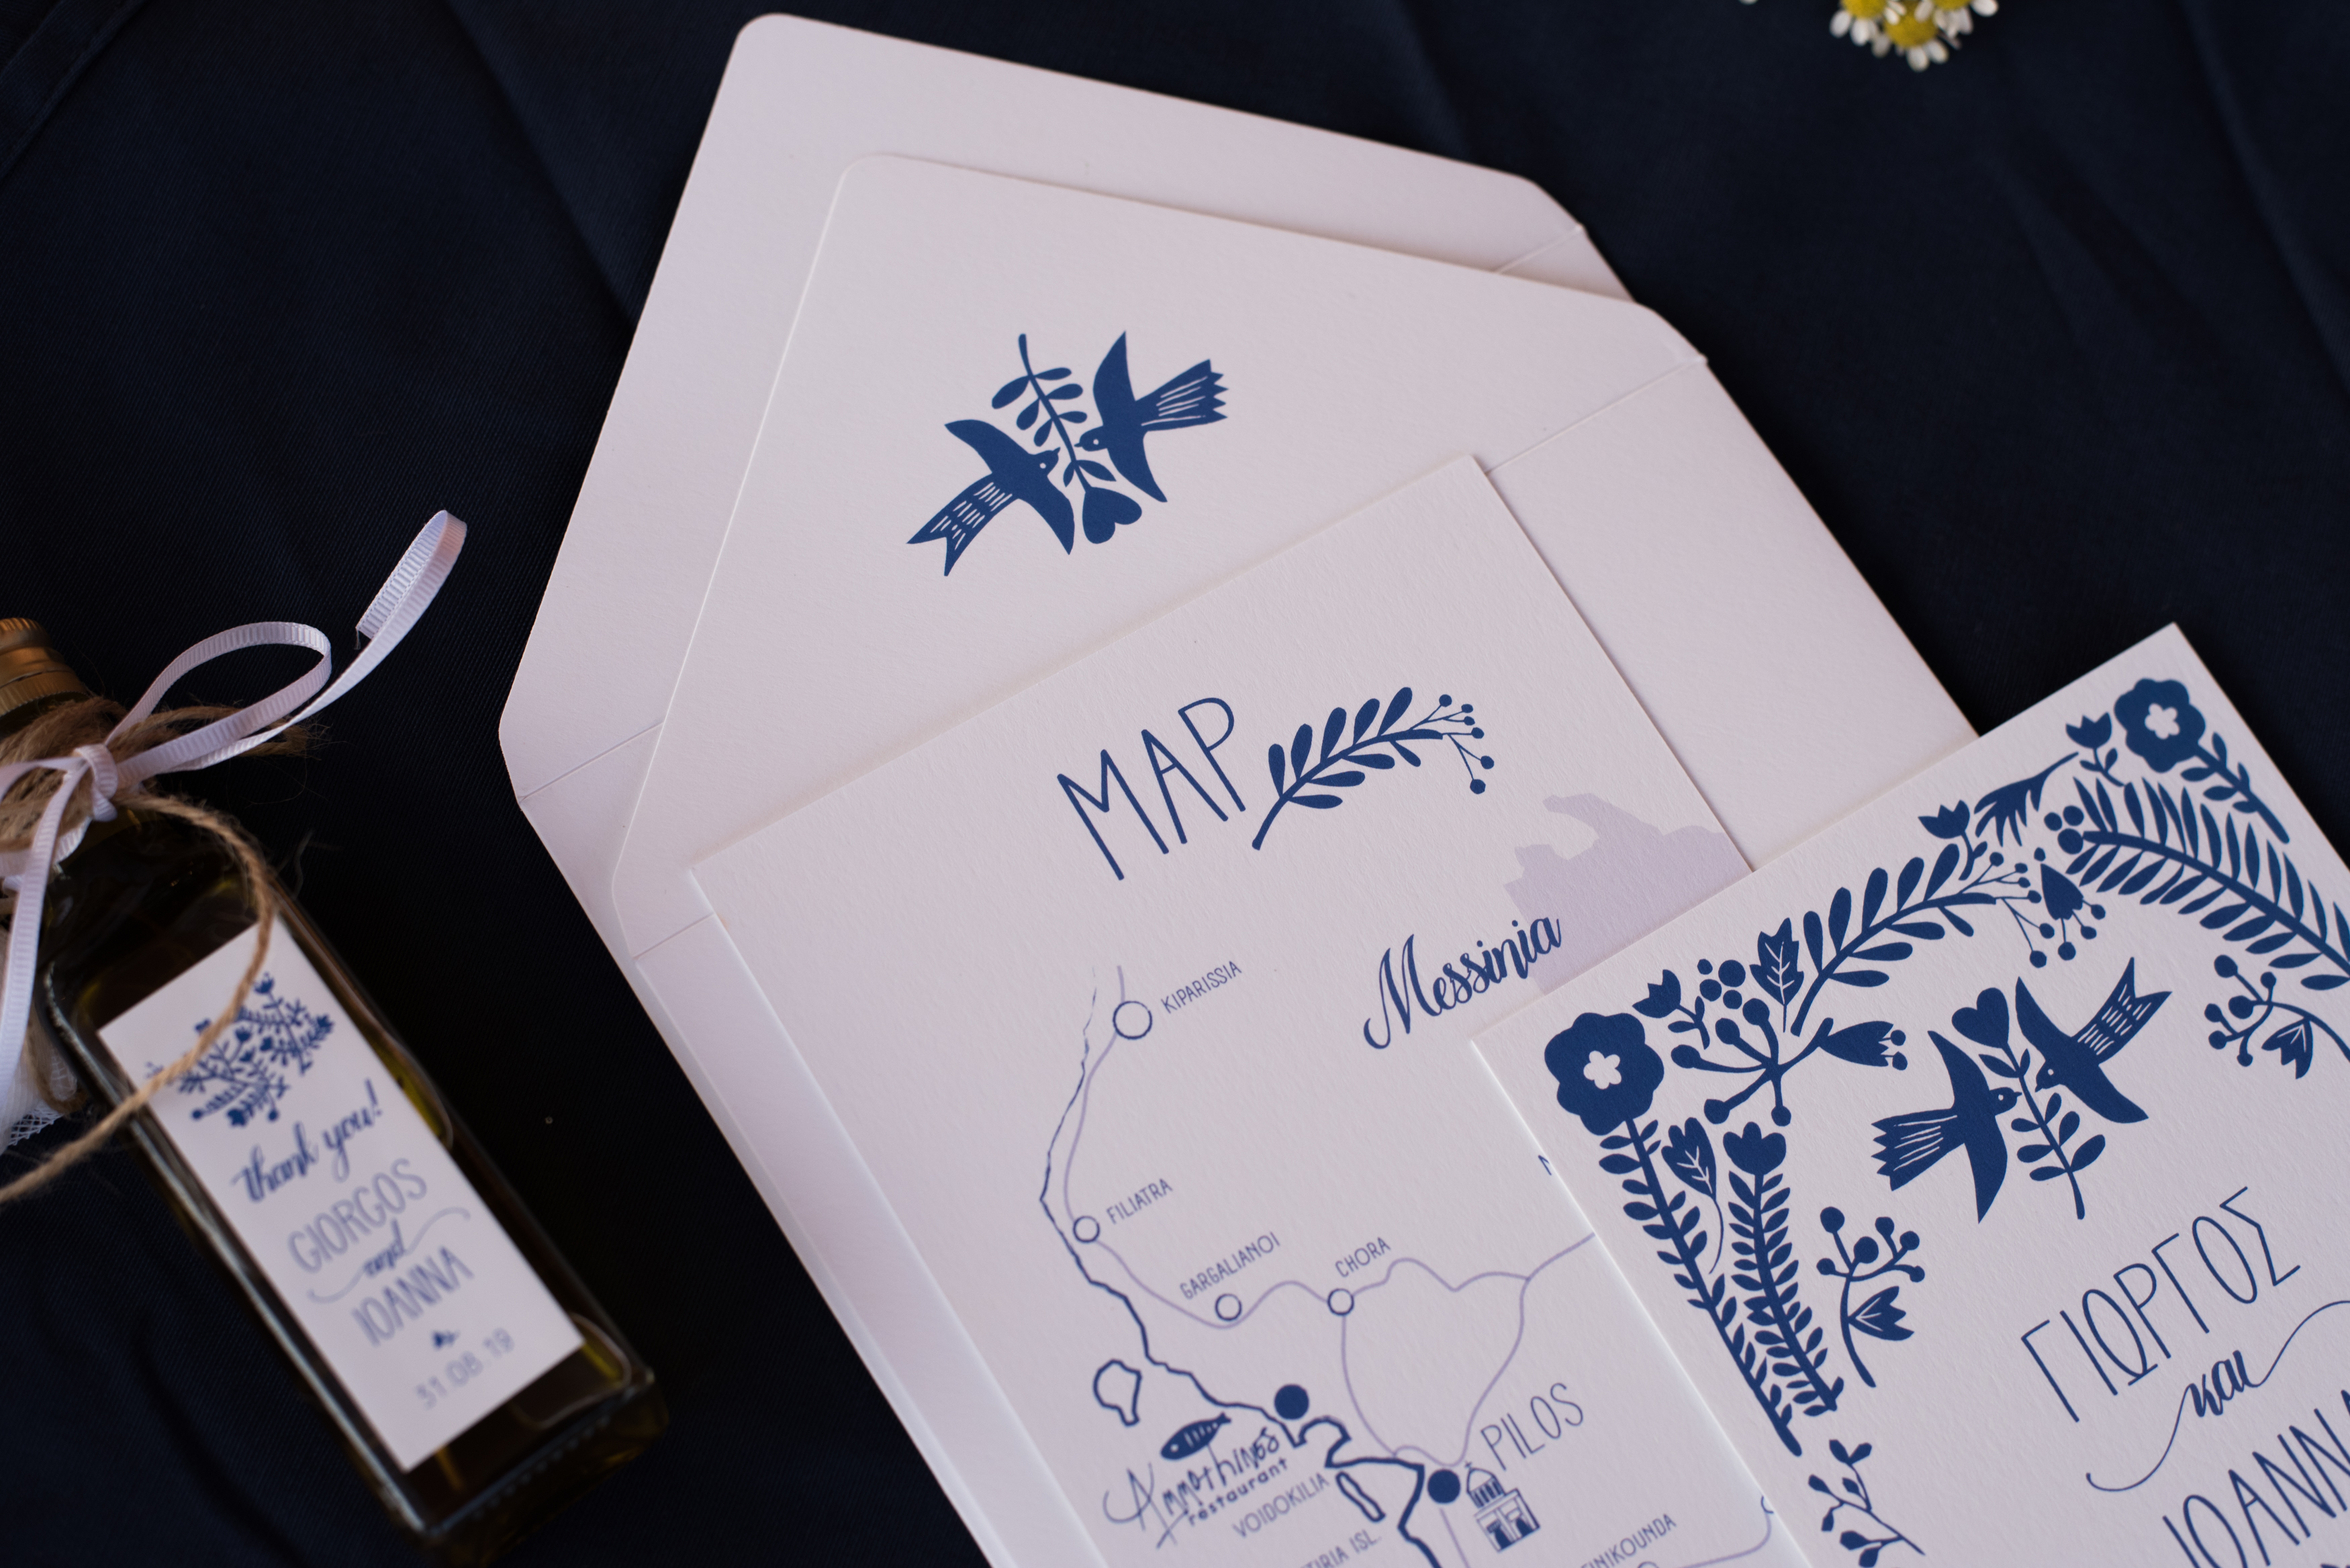 MAP
Messinia
KIPARISSIA
FILIATRA
GARGALIANOI
CHORA
PILOS
Ammothines
restaurant
VOIDOKILIA
ISL.
thank you!
GIORGOS
and
IOANNA
31.08.19
ΓΙΩΡΓΟΣ
και